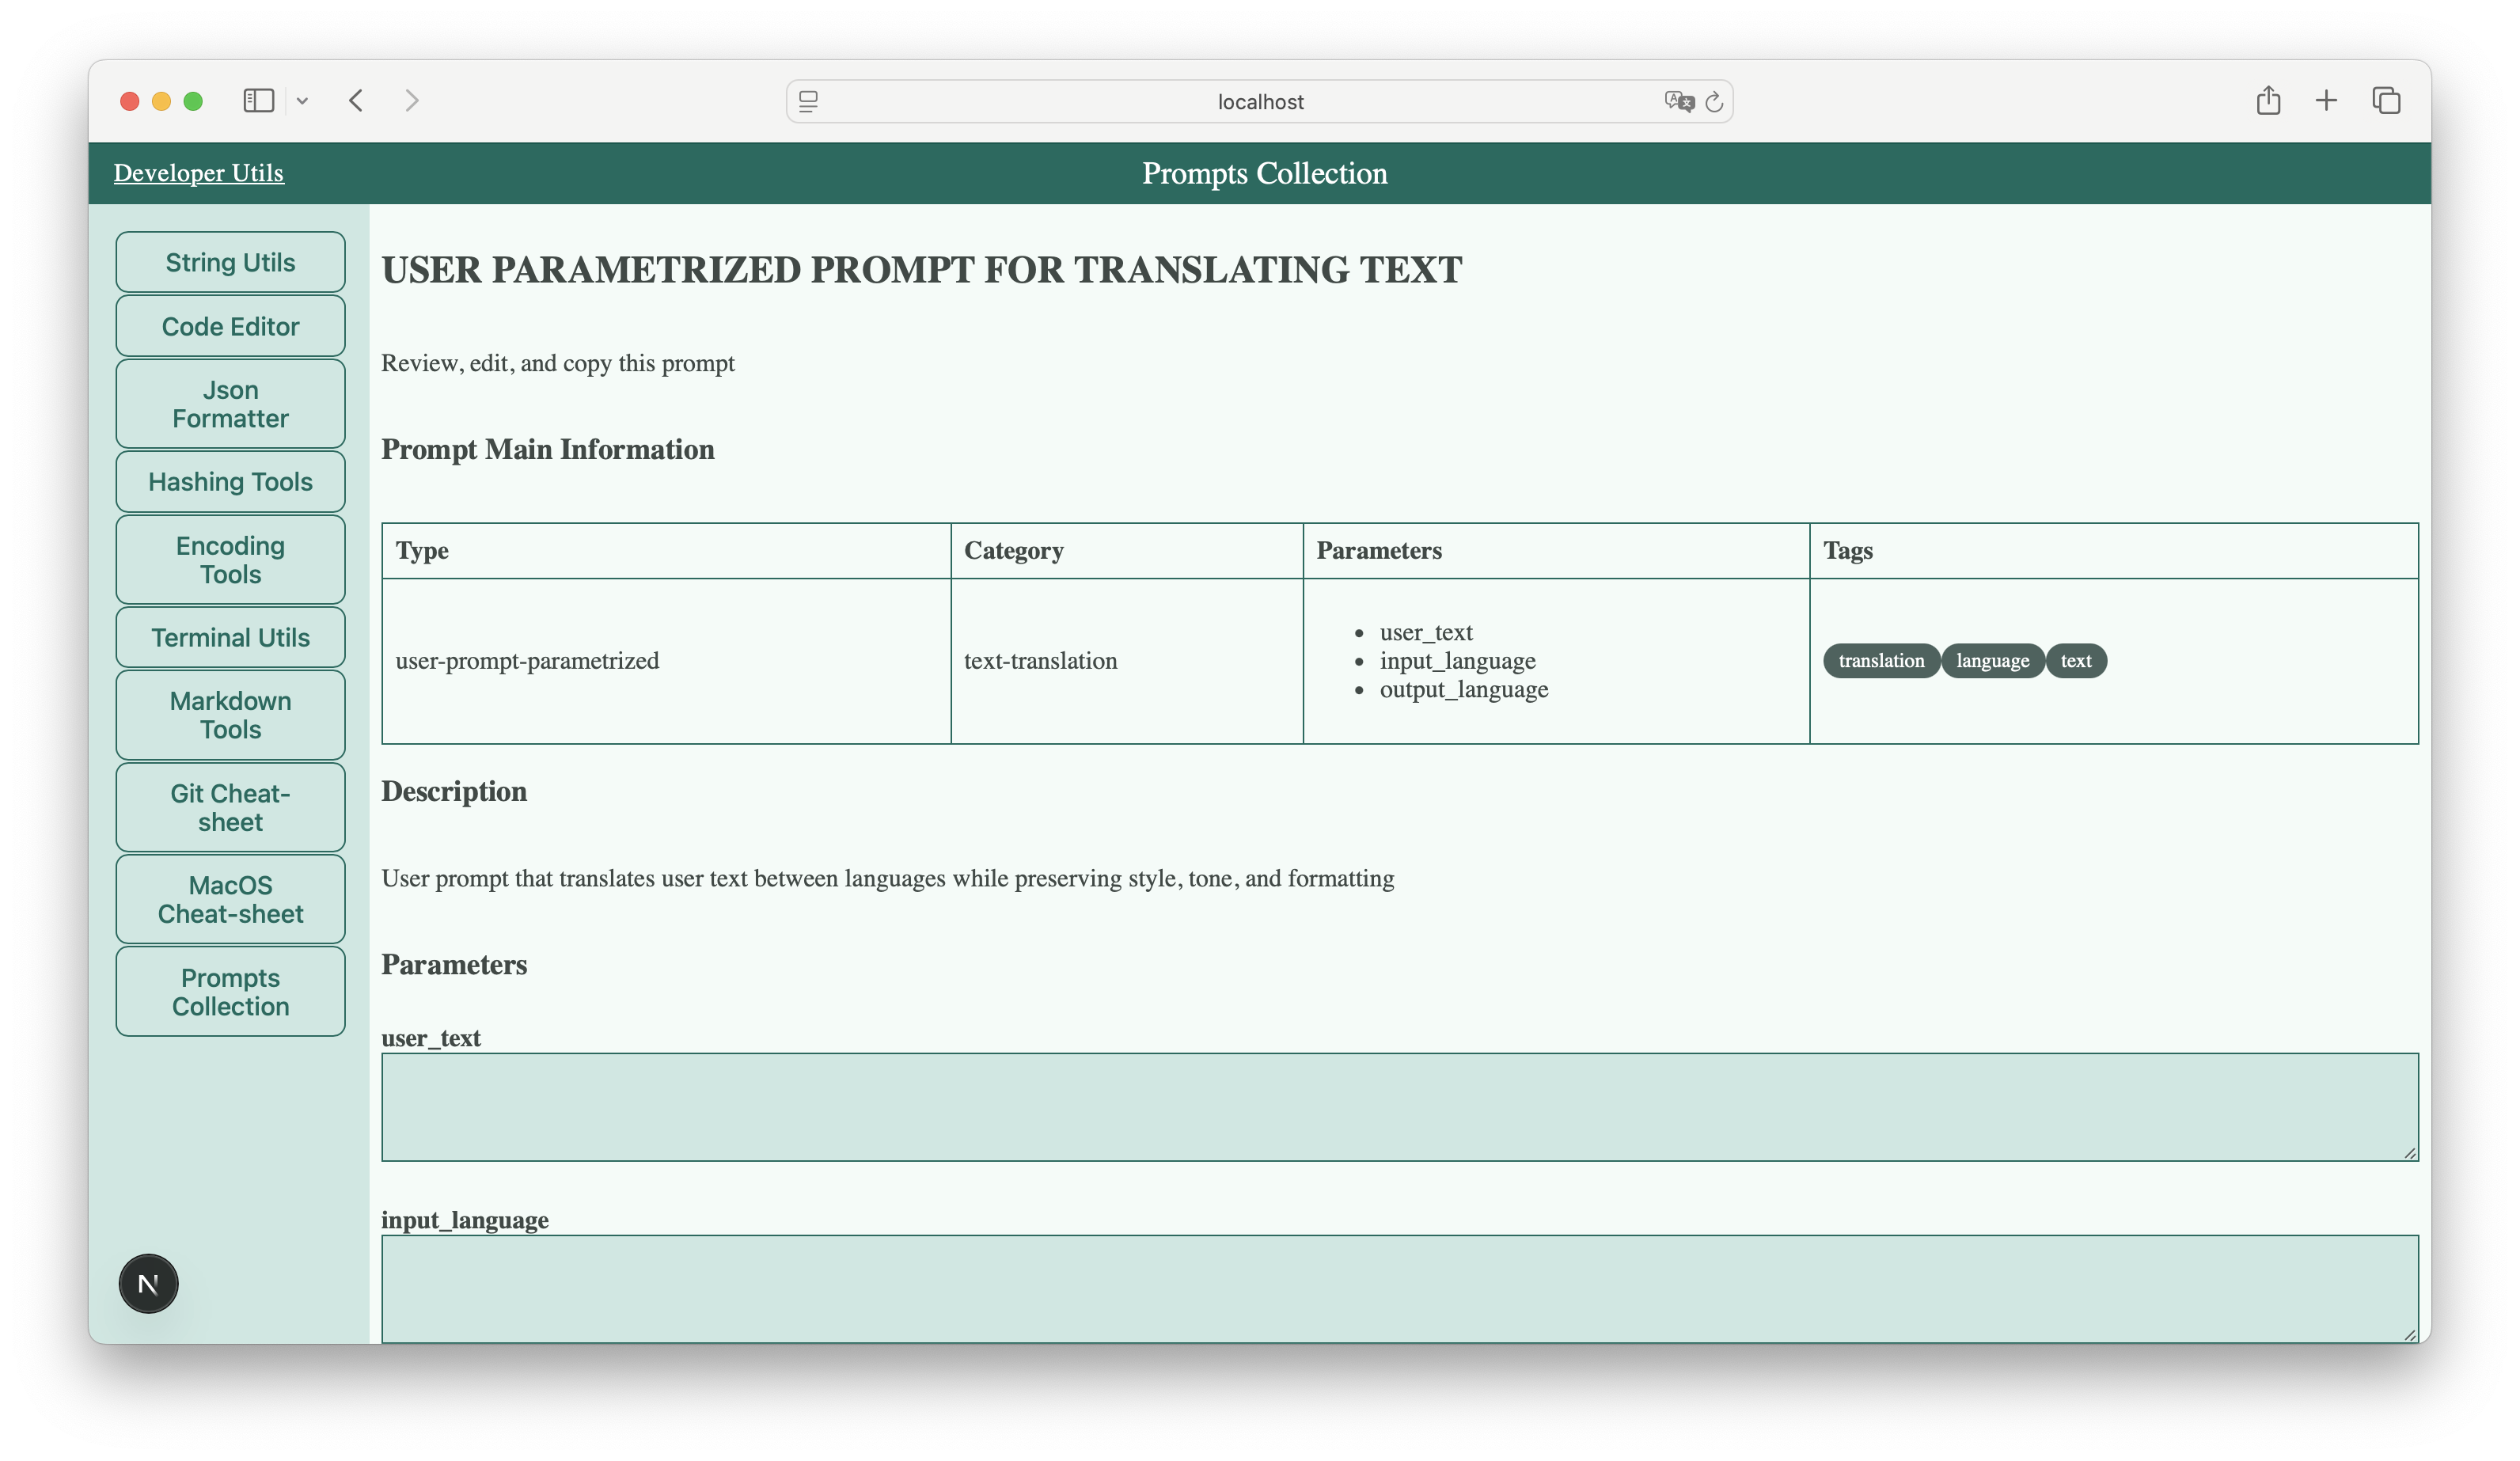 localhost
Developer Utils
Prompts Collection
String Utils
Code Editor
Json
Formatter
Hashing Tools
Encoding
Tools
Terminal Utils
Markdown
Tools
Git Cheat-
sheet
MacOS
Cheat-sheet
Prompts
Collection
N
USER PARAMETRIZED PROMPT FOR TRANSLATING TEXT
Review, edit, and copy this prompt
Prompt Main Information
Type Category Parameters Tags
user-prompt-parametrized text-translation
user_text
input_language
output_language
translation language text
Description
User prompt that translates user text between languages while preserving style, tone, and formatting
Parameters
user_text
input_language